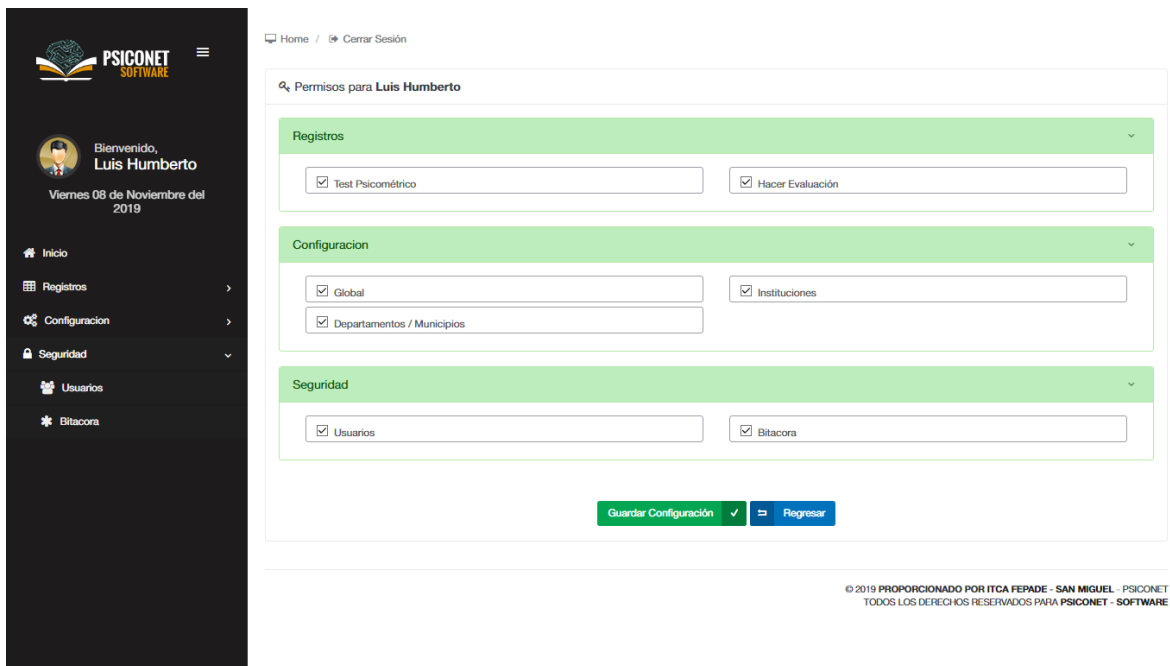 PSICONET
SOFTWARE
Bienvenido,
Luis Humberto
Viernes 08 de Noviembre del
2019
Inicio
Registros
Configuracion
Seguridad
Usuarios
Bitacora
Home / Cerrar Sesión
Permisos para Luis Humberto
Registros
Test Psicométrico
Hacer Evaluación
Configuracion
Global
Instituciones
Departamentos / Municipios
Seguridad
Usuarios
Bitacora
Guardar Configuración
Regresar
© 2019 PROPORCIONADO POR ITCA FEPADE - SAN MIGUEL - PSICONET
TODOS LOS DERECHOS RESERVADOS PARA PSICONET - SOFTWARE